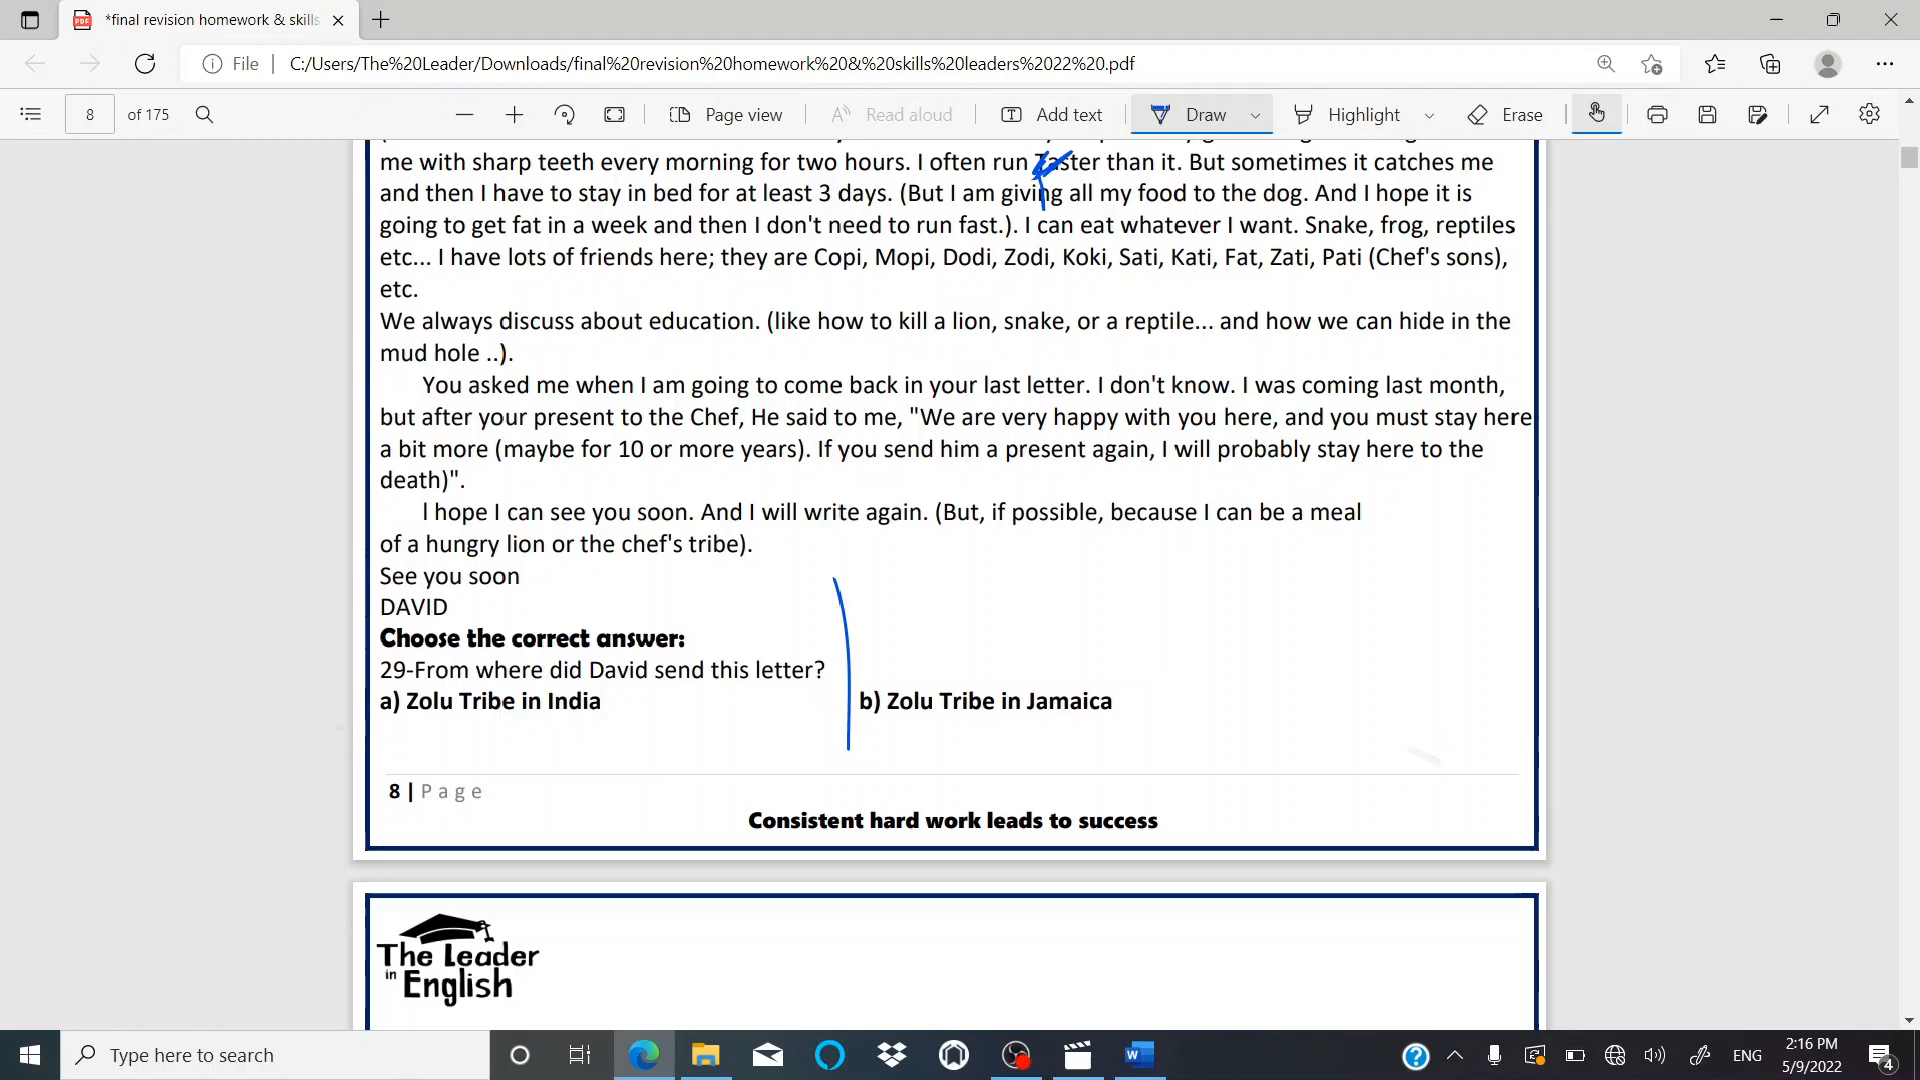 *final revision homework & skills
File
C:/Users/The%20Leader/Downloads/final%20revision%20homework%20&%20skills%20leaders%202022%20.pdf
8 of 175
Page view
Read aloud
Add text
Draw
Highlight
Erase
me with sharp teeth every morning for two hours. I often run faster than it. But sometimes it catches me
and then I have to stay in bed for at least 3 days. (But I am giving all my food to the dog. And I hope it is
going to get fat in a week and then I don't need to run fast.). I can eat whatever I want. Snake, frog, reptiles
etc... I have lots of friends here; they are Copi, Mopi, Dodi, Zodi, Koki, Sati, Kati, Fat, Zati, Pati (Chef's sons),
etc.
We always discuss about education. (like how to kill a lion, snake, or a reptile... and how we can hide in the
mud hole ..).
You asked me when I am going to come back in your last letter. I don't know. I was coming last month,
but after your present to the Chef, He said to me, "We are very happy with you here, and you must stay here
a bit more (maybe for 10 or more years). If you send him a present again, I will probably stay here to the
death)".
I hope I can see you soon. And I will write again. (But, if possible, because I can be a meal
of a hungry lion or the chef's tribe).
See you soon
DAVID
Choose the correct answer:
29-From where did David send this letter?
a) Zolu Tribe in India b) Zolu Tribe in Jamaica
8 | Page
Consistent hard work leads to success
The Leader
in English
Type here to search
ENG
2:16 PM
5/9/2022
4